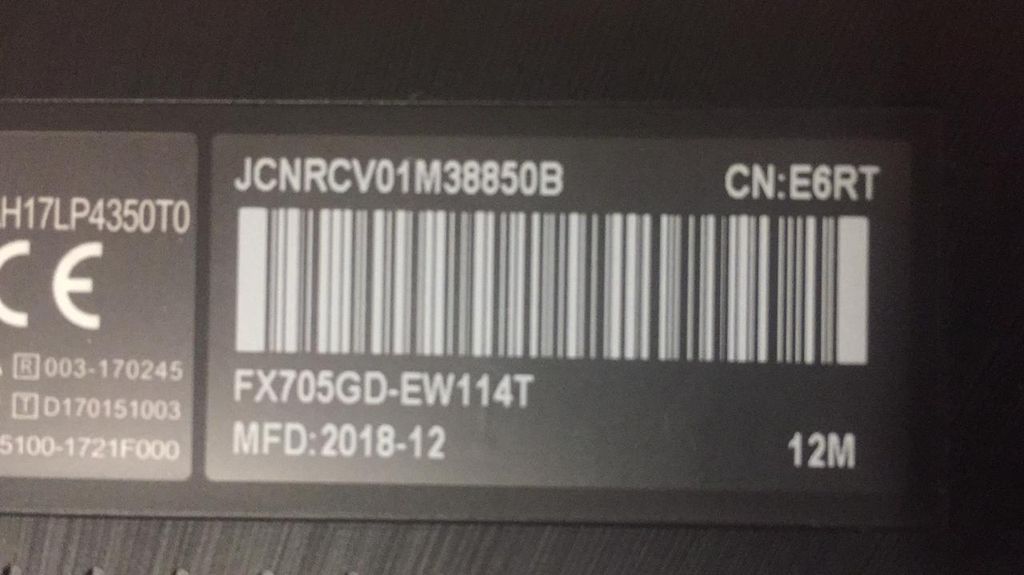 H17LP4350T0
CE
R 003-170245
T D170151003
5100-1721F000
JCNRCV01M38850B
CN:E6RT
FX705GD-EW114T
MFD:2018-12
12M